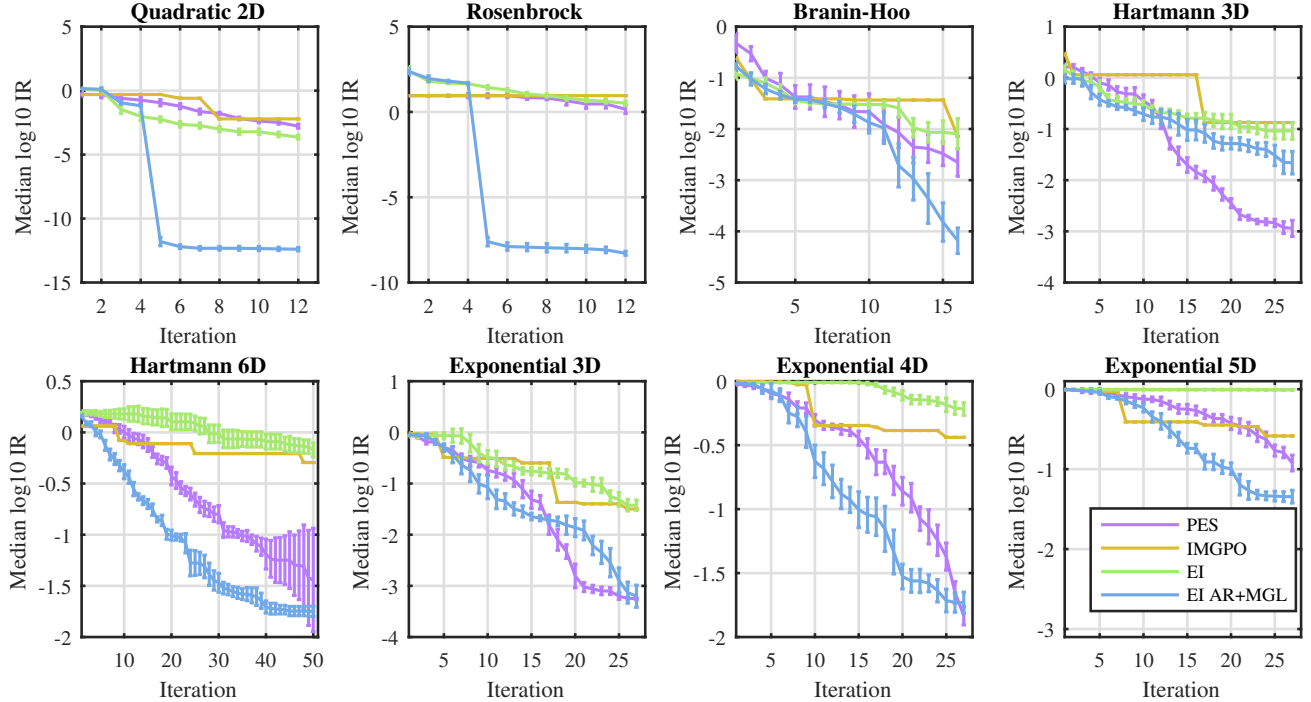 Quadratic 2D
Median log10 IR
5
0
-5
-10
-15
2 4 6 8 10 12
Iteration
Rosenbrock
Median log10 IR
5
0
-5
-10
2 4 6 8 10 12
Iteration
Branin-Hoo
Median log10 IR
0
-1
-2
-3
-4
-5
5 10 15
Iteration
Hartmann 3D
Median log10 IR
1
0
-1
-2
-3
-4
5 10 15 20 25
Iteration
Hartmann 6D
Median log10 IR
0.5
0
-0.5
-1
-1.5
-2
10 20 30 40 50
Iteration
Exponential 3D
Median log10 IR
1
0
-1
-2
-3
-4
5 10 15 20 25
Iteration
Exponential 4D
Median log10 IR
0
-0.5
-1
-1.5
-2
5 10 15 20 25
Iteration
Exponential 5D
Median log10 IR
0
-1
-2
-3
5 10 15 20 25
Iteration
PES
IMGPO
EI
EI AR+MGL